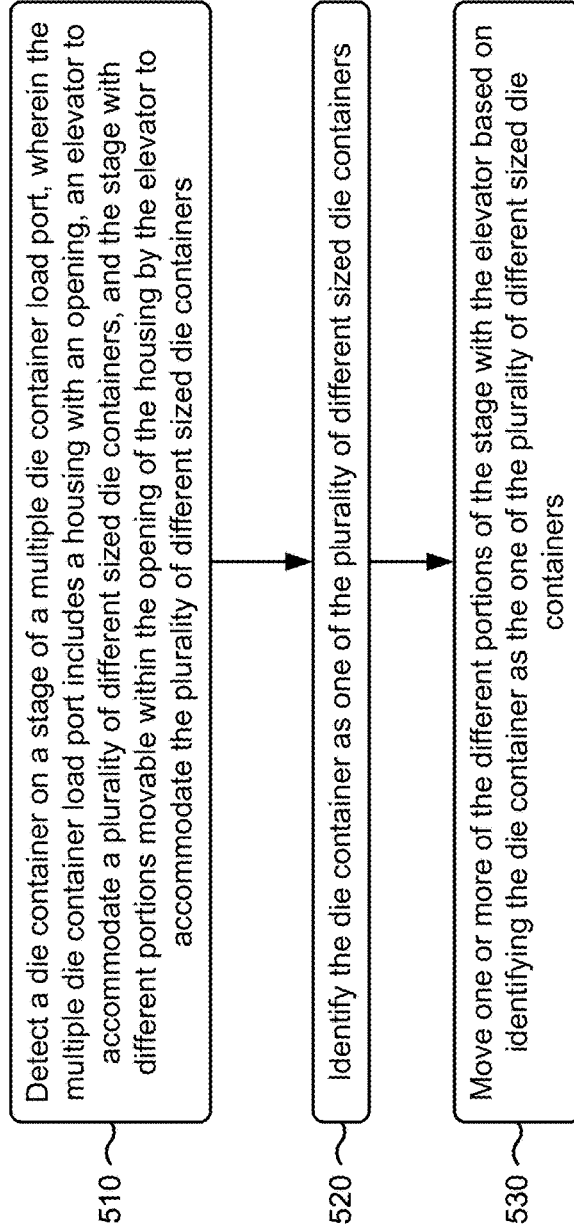 510
Detect a die container on a stage of a multiple die container load port, wherein the
multiple die container load port includes a housing with an opening, an elevator to
accommodate a plurality of different sized die containers, and the stage with
different portions movable within the opening of the housing by the elevator to
accommodate the plurality of different sized die containers
520
Identify the die container as one of the plurality of different sized die containers
530
Move one or more of the different portions of the stage with the elevator based on
identifying the die container as the one of the plurality of different sized die
containers